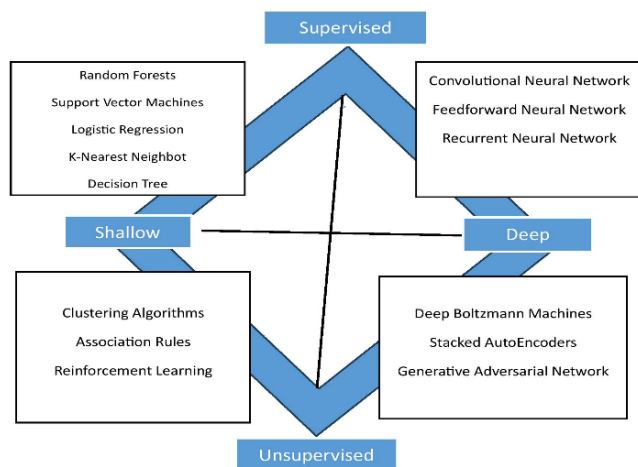 Supervised
Random Forests
Support Vector Machines
Logistic Regression
K-Nearest Neighbot
Decision Tree
Convolutional Neural Network
Feedforward Neural Network
Recurrent Neural Network
Shallow
Deep
Clustering Algorithms
Association Rules
Reinforcement Learning
Deep Boltzmann Machines
Stacked AutoEncoders
Generative Adversarial Network
Unsupervised